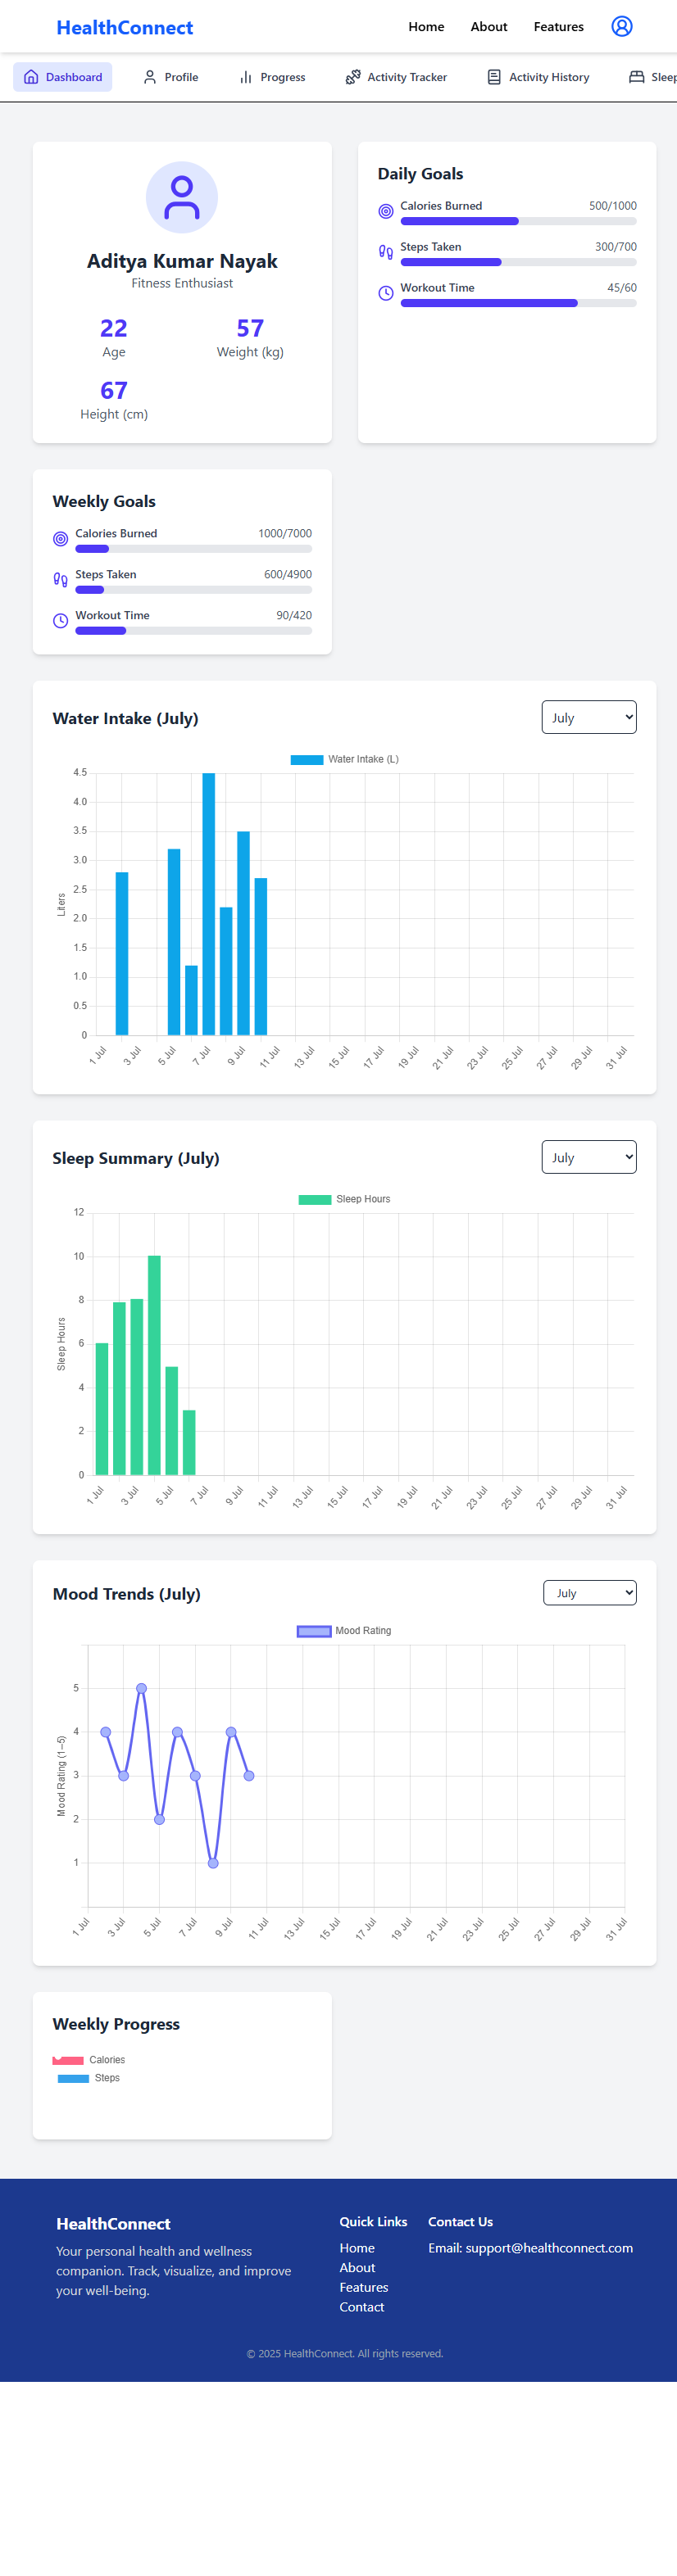 HealthConnect
Home About Features
Dashboard Profile Progress Activity Tracker Activity History Sleep
Aditya Kumar Nayak
Fitness Enthusiast
22 57
Age Weight (kg)
67
Height (cm)
Daily Goals
Calories Burned 500/1000
Steps Taken 300/700
Workout Time 45/60
Weekly Goals
Calories Burned 1000/7000
Steps Taken 600/4900
Workout Time 90/420
Water Intake (July) July
Water Intake (L)
Liters
4.5
4.0
3.5
3.0
2.5
2.0
1.5
1.0
0.5
0
1 Jul 3 Jul 5 Jul 7 Jul 9 Jul 11 Jul 13 Jul 15 Jul 17 Jul 19 Jul 21 Jul 23 Jul 25 Jul 27 Jul 29 Jul 31 Jul
Sleep Summary (July) July
Sleep Hours
Sleep Hours
12
10
8
6
4
2
0
1 Jul 3 Jul 5 Jul 7 Jul 9 Jul 11 Jul 13 Jul 15 Jul 17 Jul 19 Jul 21 Jul 23 Jul 25 Jul 27 Jul 29 Jul 31 Jul
Mood Trends (July) July
Mood Rating
Mood Rating (1–5)
5
4
3
2
1
1 Jul 3 Jul 5 Jul 7 Jul 9 Jul 11 Jul 13 Jul 15 Jul 17 Jul 19 Jul 21 Jul 23 Jul 25 Jul 27 Jul 29 Jul 31 Jul
Weekly Progress
Calories
Steps
HealthConnect
Your personal health and wellness
companion. Track, visualize, and improve
your well-being.
Quick Links
Home
About
Features
Contact
Contact Us
Email: support@healthconnect.com
© 2025 HealthConnect. All rights reserved.